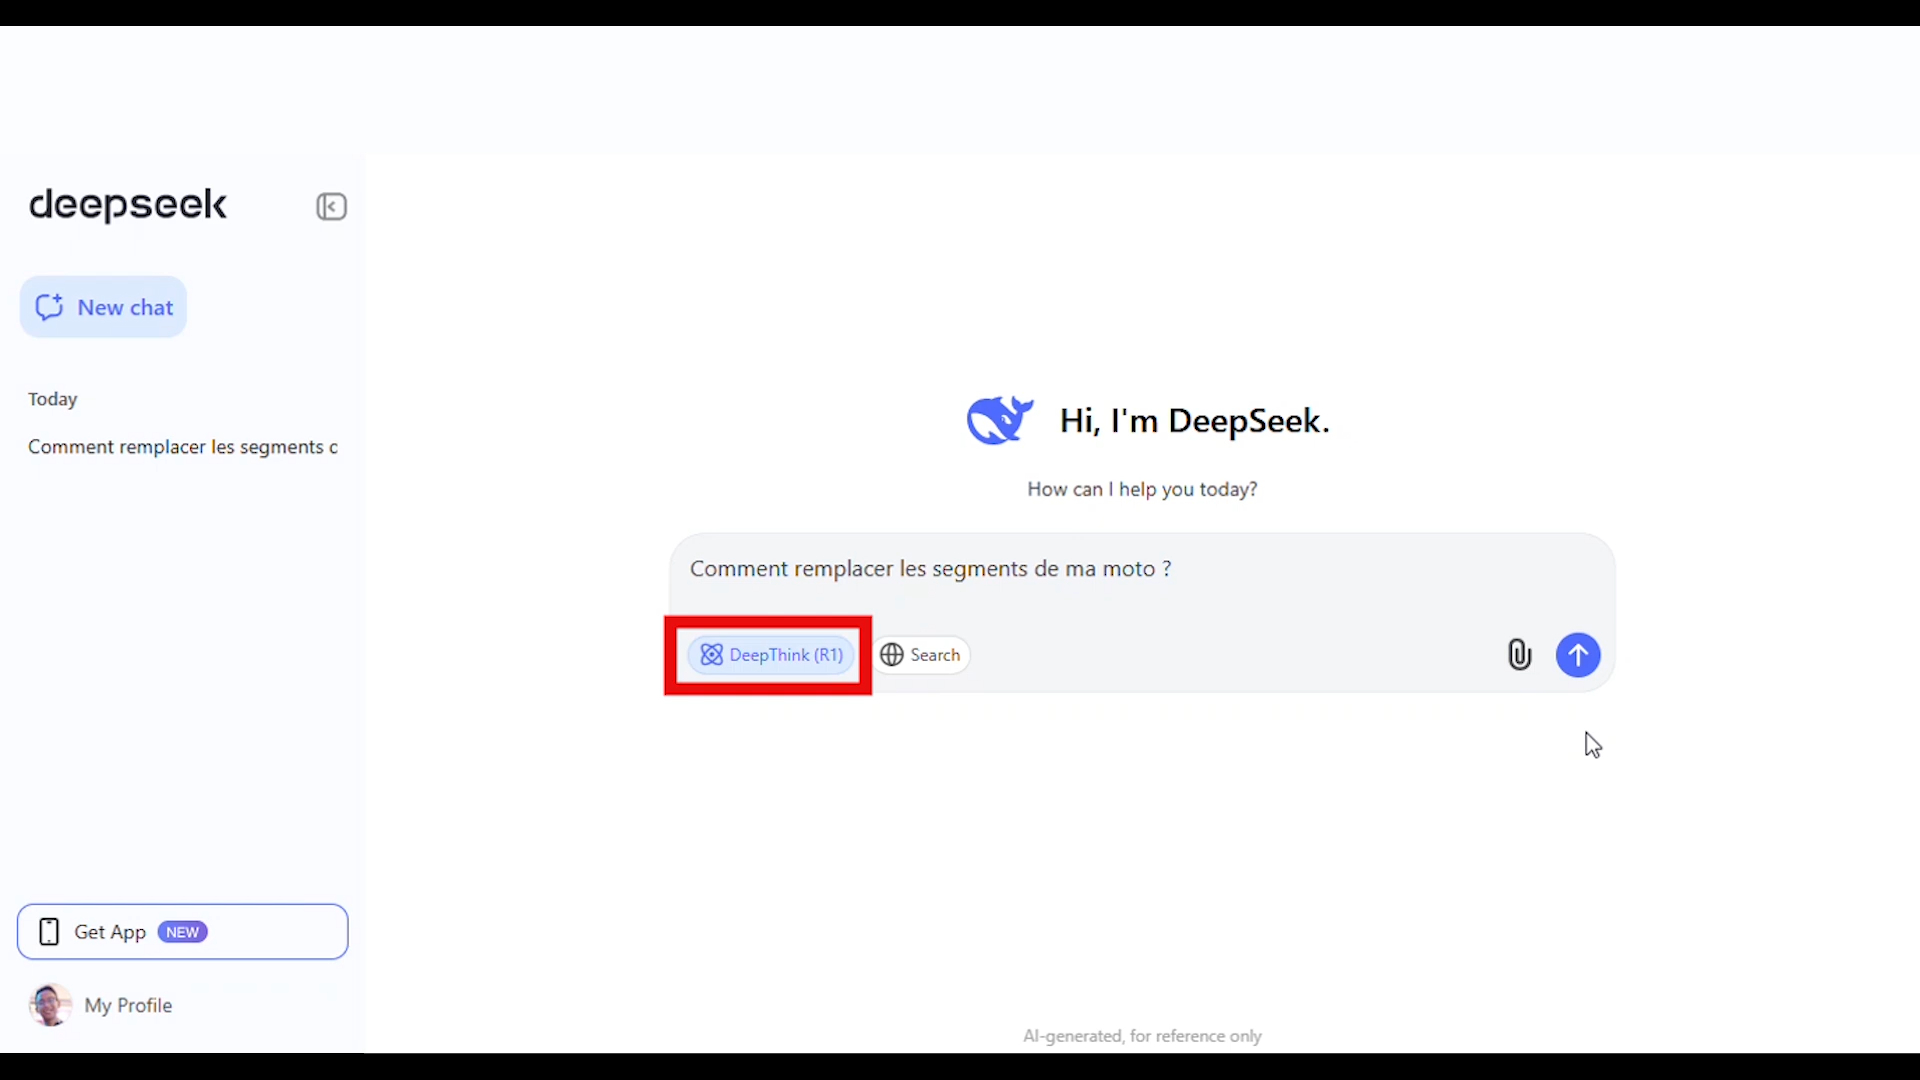 deepseek
New chat
Today
Comment remplacer les segments c
Get App NEW
My Profile
Hi, I'm DeepSeek.
How can I help you today?
Comment remplacer les segments de ma moto ?
DeepThink (R1) Search
AI-generated, for reference only